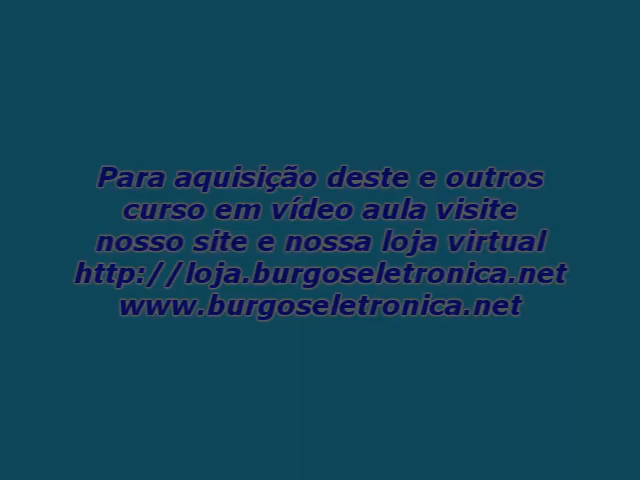 Para aquisição deste e outros
curso em vídeo aula visite
nosso site e nossa loja virtual
http://loja.burgoseletronica.net
www.burgoseletronica.net